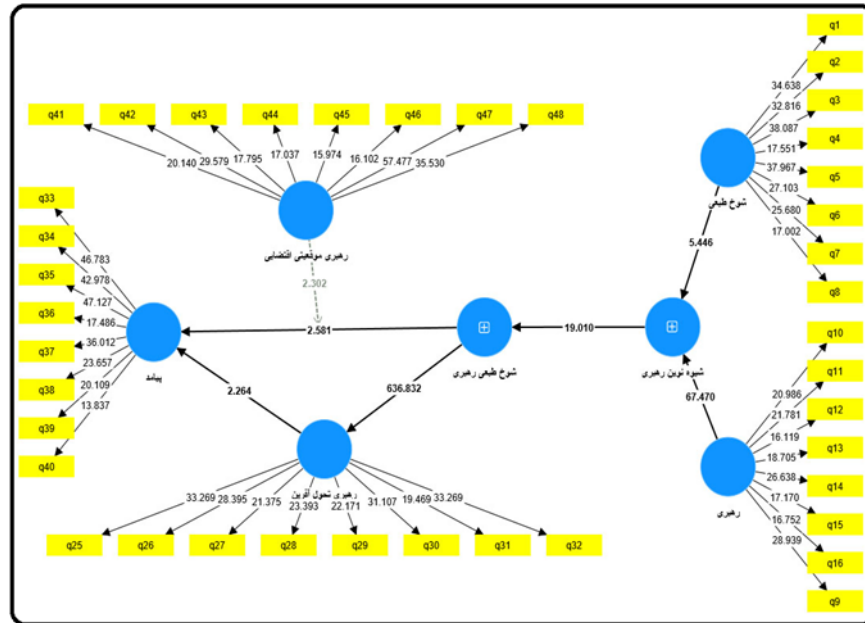 q1
q2
q3
q4
q5
q6
q7
q8
34.638
32.816
38.087
17.551
37.967
27.103
25.680
17.002
شوخ طبعی
5.446
q41
q42
q43
q44
q45
q46
q47
q48
20.140
29.579
17.795
17.037
15.974
16.102
57.477
35.530
رهبری موقعیتی اقتضایی
2.302
q33
q34
q35
q36
q37
q38
q39
q40
46.783
42.978
47.127
17.486
36.012
23.657
20.109
13.837
پیامد
2.581
شوخ طبعی رهبری
19.010
شیوه نوین رهبری
2.264
636.832
67.470
رهبری تحول آفرین
33.269
28.395
21.375
23.393
22.171
31.107
19.469
33.269
q25
q26
q27
q28
q29
q30
q31
q32
q10
q11
q12
q13
q14
q15
q16
q9
20.986
21.781
16.119
18.705
26.638
17.170
16.752
28.939
رهبری